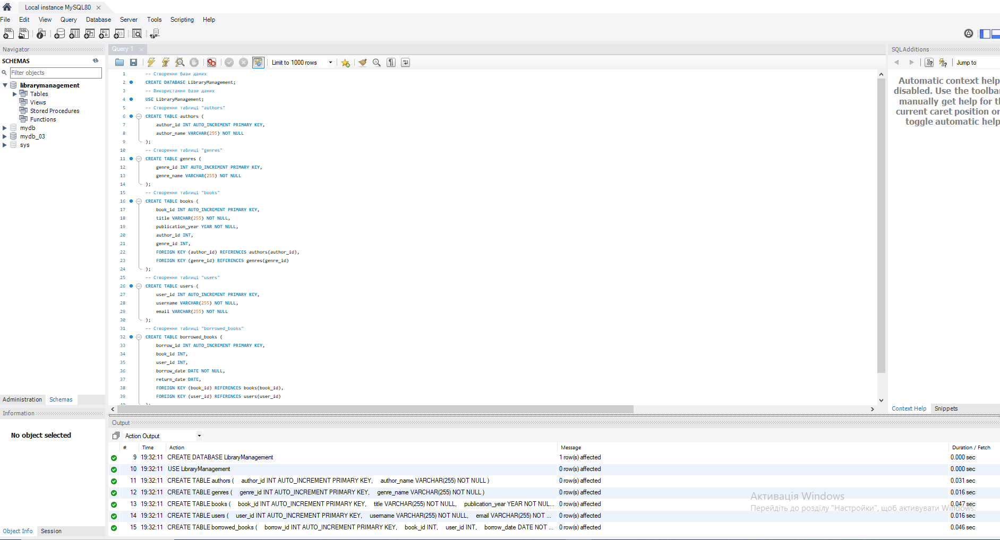 Local instance MySQL80
File Edit View Query Database Server Tools Scripting Help
Navigator
SCHEMAS
Filter objects
librarymanagement
Tables
Views
Stored Procedures
Functions
mydb
mydb_03
sys
Administration Schemas
Information
No object selected
Object Info Session
Query 1
Limit to 1000 rows
1 -- Створення бази даних
2 CREATE DATABASE LibraryManagement;
3 -- Використання бази даних
4 USE LibraryManagement;
5 -- Створення таблиці "authors"
6 CREATE TABLE authors (
7 author_id INT AUTO_INCREMENT PRIMARY KEY,
8 author_name VARCHAR(255) NOT NULL
9 );
10 -- Створення таблиці "genres"
11 CREATE TABLE genres (
12 genre_id INT AUTO_INCREMENT PRIMARY KEY,
13 genre_name VARCHAR(255) NOT NULL
14 );
15 -- Створення таблиці "books"
16 CREATE TABLE books (
17 book_id INT AUTO_INCREMENT PRIMARY KEY,
18 title VARCHAR(255) NOT NULL,
19 publication_year YEAR NOT NULL,
20 author_id INT,
21 genre_id INT,
22 FOREIGN KEY (author_id) REFERENCES authors(author_id),
23 FOREIGN KEY (genre_id) REFERENCES genres(genre_id)
24 );
25 -- Створення таблиці "users"
26 CREATE TABLE users (
27 user_id INT AUTO_INCREMENT PRIMARY KEY,
28 username VARCHAR(255) NOT NULL,
29 email VARCHAR(255) NOT NULL
30 );
31 -- Створення таблиці "borrowed_books"
32 CREATE TABLE borrowed_books (
33 borrow_id INT AUTO_INCREMENT PRIMARY KEY,
34 book_id INT,
35 user_id INT,
36 borrow_date DATE NOT NULL,
37 return_date DATE,
38 FOREIGN KEY (book_id) REFERENCES books(book_id),
39 FOREIGN KEY (user_id) REFERENCES users(user_id)
40 );
SQLAdditions
Jump to
Automatic context help
disabled. Use the toolba
manually get help for t
current caret position o
toggle automatic help
Context Help Snippets
Output
Action Output
# Time Action Message Duration / Fetch
9 19:32:11 CREATE DATABASE LibraryManagement 1 row(s) affected 0.000 sec
10 19:32:11 USE LibraryManagement 0 row(s) affected 0.000 sec
11 19:32:11 CREATE TABLE authors ( author_id INT AUTO_INCREMENT PRIMARY KEY, author_name VARCHAR(255) NOT NULL ) 0 row(s) affected 0.031 sec
12 19:32:11 CREATE TABLE genres ( genre_id INT AUTO_INCREMENT PRIMARY KEY, genre_name VARCHAR(255) NOT NULL ) 0 row(s) affected 0.016 sec
13 19:32:11 CREATE TABLE books ( book_id INT AUTO_INCREMENT PRIMARY KEY, title VARCHAR(255) NOT NULL, publication_year YEAR NOT NUL... 0 row(s) affected 0.047 sec
14 19:32:11 CREATE TABLE users ( user_id INT AUTO_INCREMENT PRIMARY KEY, username VARCHAR(255) NOT NULL, email VARCHAR(255) NOT ... 0 row(s) affected 0.016 sec
15 19:32:11 CREATE TABLE borrowed_books ( borrow_id INT AUTO_INCREMENT PRIMARY KEY, book_id INT, user_id INT, borrow_date DATE NOT ... 0 row(s) affected 0.046 sec
Активація Windows
Перейдіть до розділу "Настройки", щоб активувати Windows.